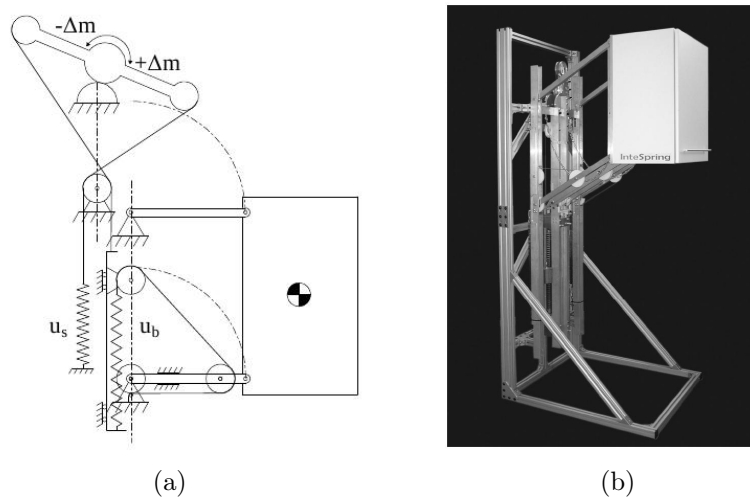 -Δm
+Δm
u_s
u_b
InteSpring
(a)
(b)